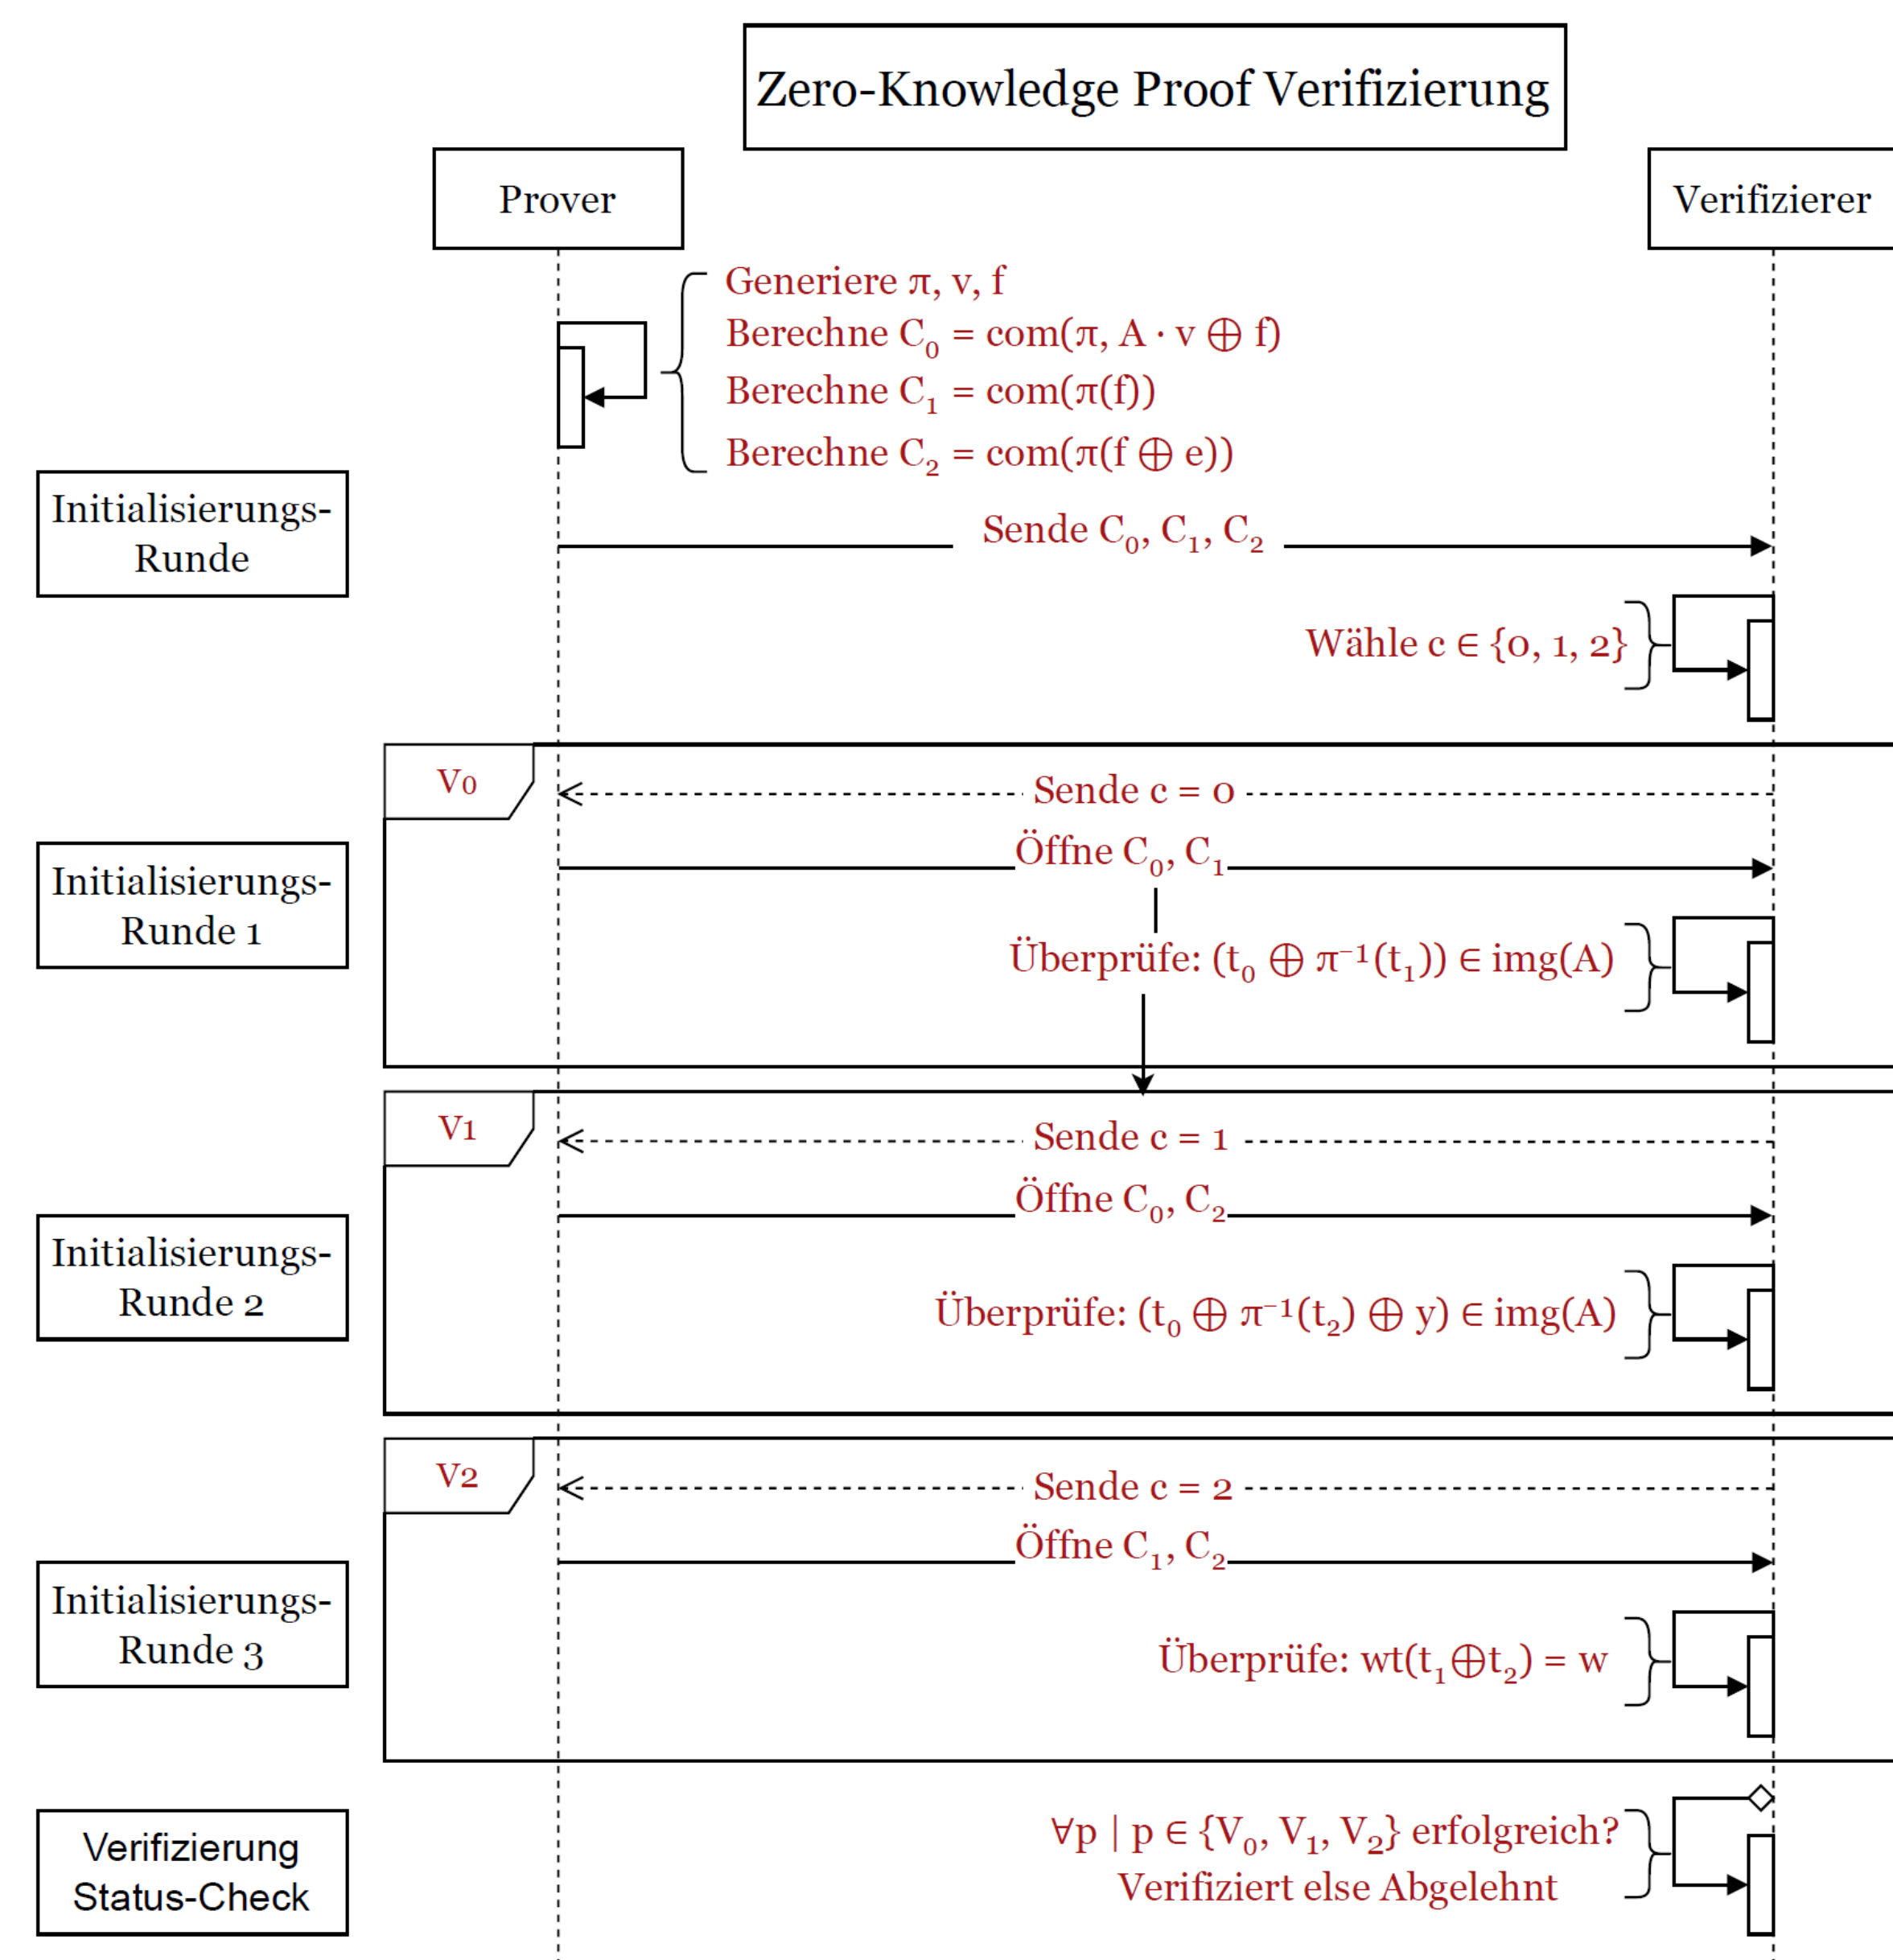 Zero-Knowledge Proof Verifizierung
Prover
Verifizierer
Generiere π, v, f
Berechne C₀ = com(π, A · v ⊕ f)
Berechne C₁ = com(π(f))
Berechne C₂ = com(π(f ⊕ e))
Initialisierungs-
Runde
Sende C₀, C₁, C₂
Wähle c ∈ {0, 1, 2}
V0
Sende c = 0
Öffne C₀, C₁
Initialisierungs-
Runde 1
Überprüfe: (t₀ ⊕ π⁻¹(t₁)) ∈ img(A)
V1
Sende c = 1
Öffne C₀, C₂
Initialisierungs-
Runde 2
Überprüfe: (t₀ ⊕ π⁻¹(t₂) ⊕ y) ∈ img(A)
V2
Sende c = 2
Öffne C₁, C₂
Initialisierungs-
Runde 3
Überprüfe: wt(t₁⊕t₂) = w
Verifizierung
Status-Check
∀p | p ∈ {V₀, V₁, V₂} erfolgreich?
Verifiziert else Abgelehnt